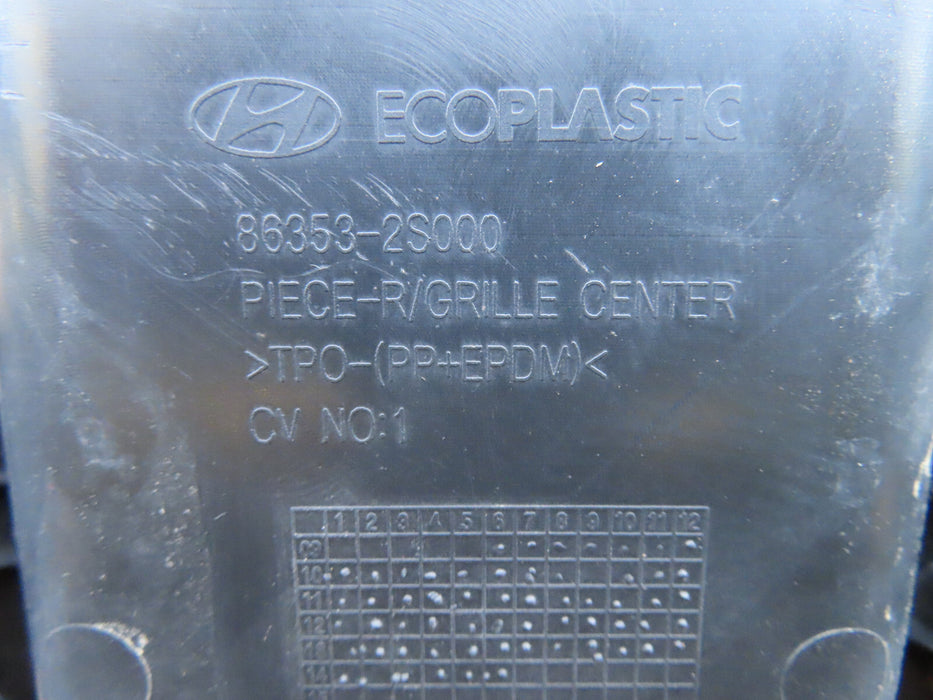 ECOPLASTIC
86353-2S000
PIECE-R/GRILLE CENTER
>TPO-(PP+EPDM)<
CV NO:1
1 2 3 4 5 6 7 8 9 10 11 12
09
10
11
12
13
14